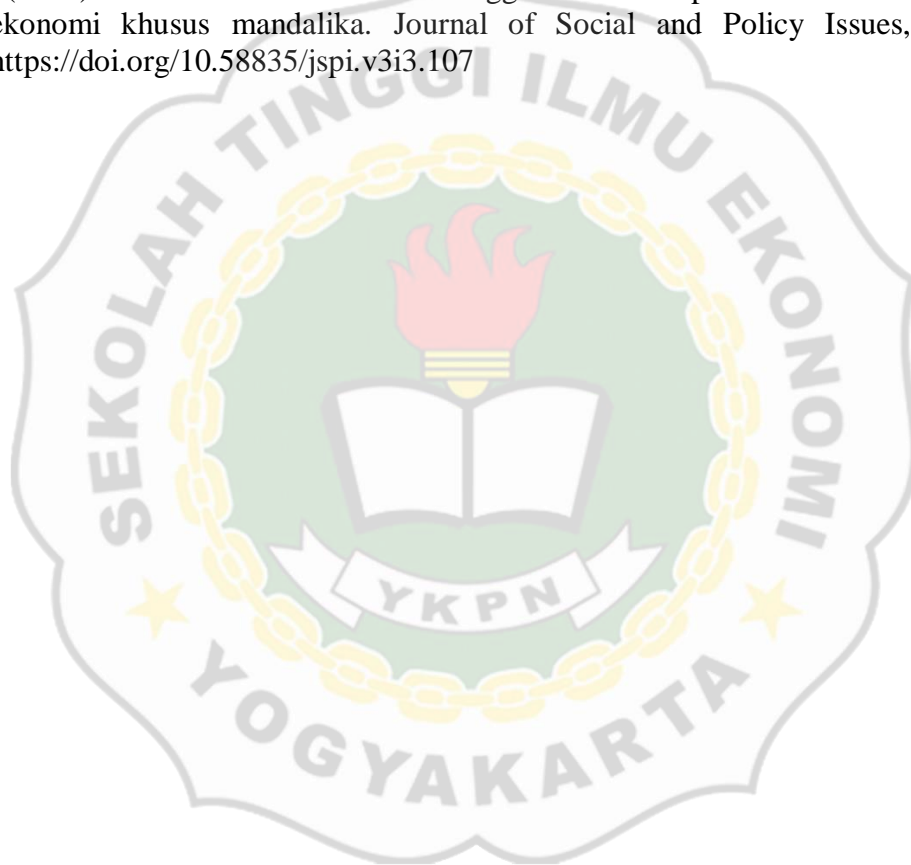 ekonomi khusus mandalika. Journal of Social and Policy Issues,
https://doi.org/10.58835/jspi.v3i3.107
SEKOLAH TINGGI ILMU EKONOMI
YKPN
YOGYAKARTA